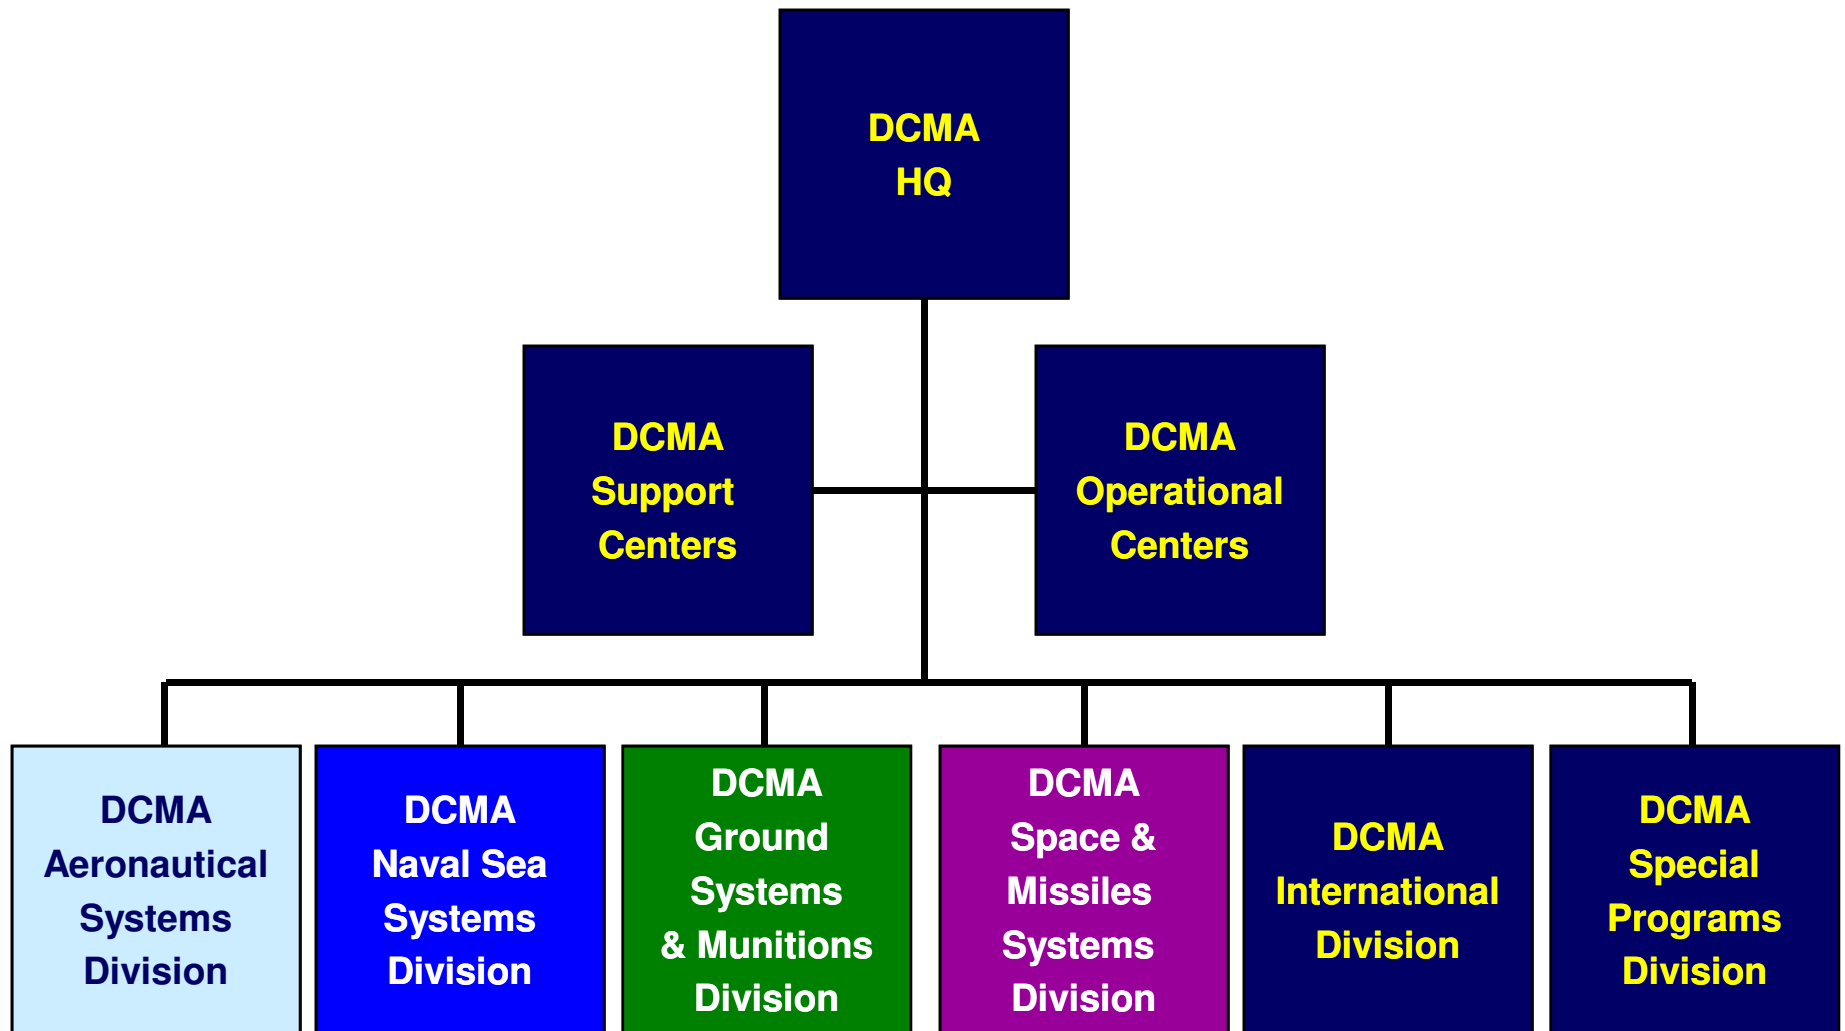 DCMA
HQ
DCMA
Support
Centers
DCMA
Operational
Centers
DCMA
Aeronautical
Systems
Division
DCMA
Naval Sea
Systems
Division
DCMA
Ground
Systems
& Munitions
Division
DCMA
Space &
Missiles
Systems
Division
DCMA
International
Division
DCMA
Special
Programs
Division